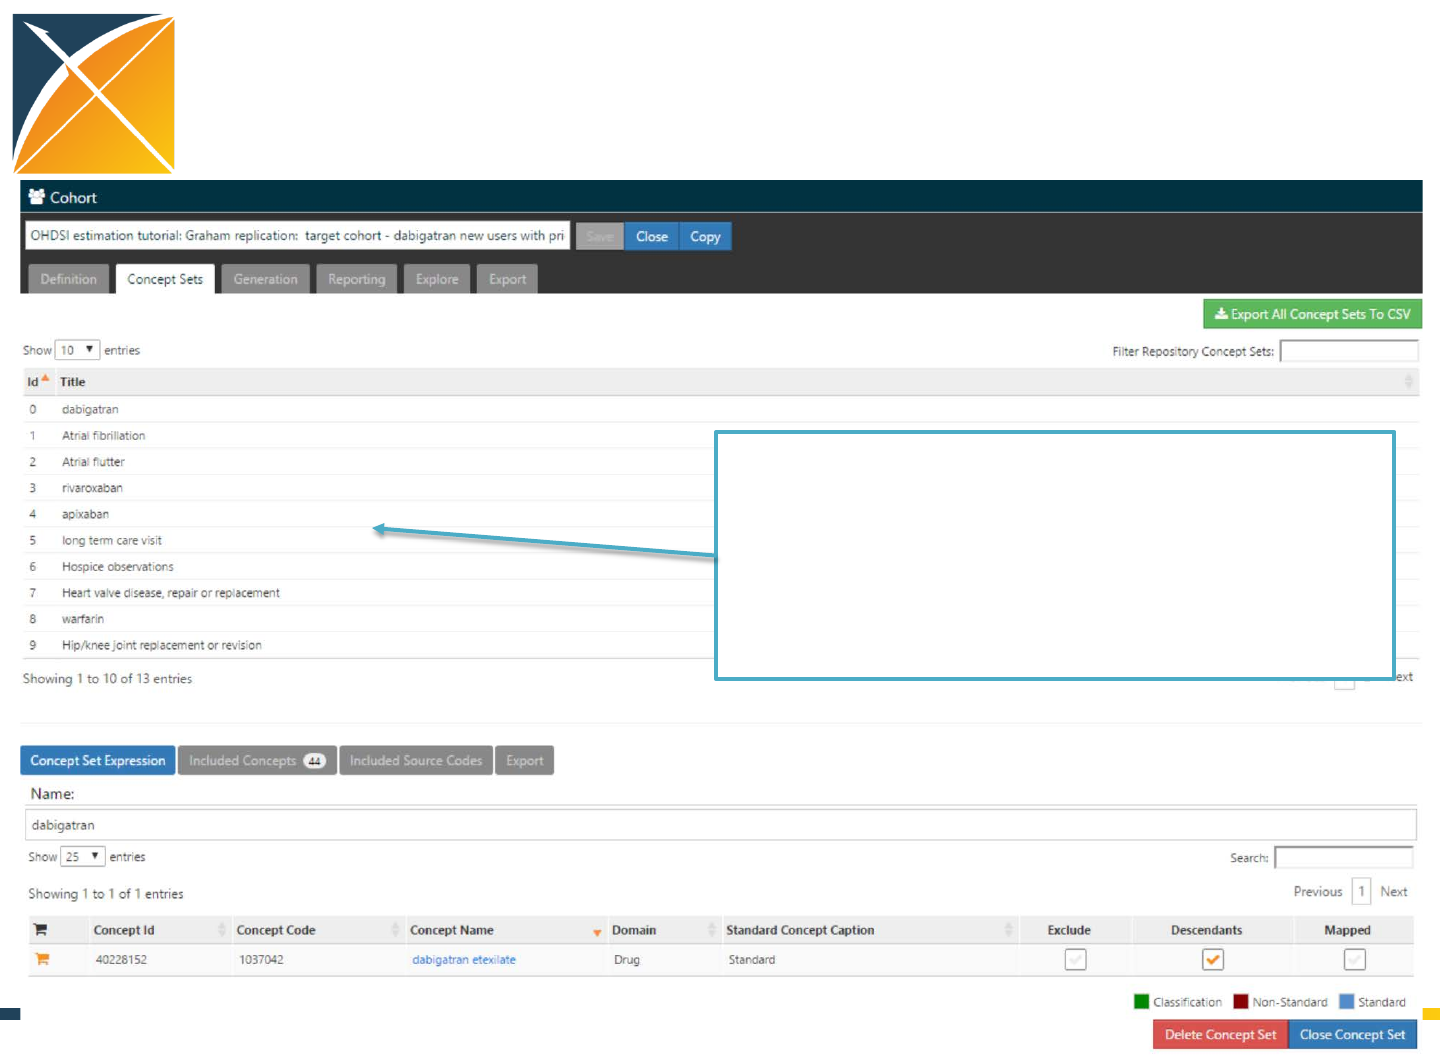 Cohort
OHDSI estimation tutorial: Graham replication: target cohort - dabigatran new users with pri Save Close Copy
Definition Concept Sets Generation Reporting Explore Export
Export All Concept Sets To CSV
Show 10 entries Filter Repository Concept Sets:
Id Title
0 dabigatran
1 Atrial fibrillation
2 Atrial flutter
3 rivaroxaban
4 apixaban
5 long term care visit
6 Hospice observations
7 Heart valve disease, repair or replacement
8 warfarin
9 Hip/knee joint replacement or revision
Showing 1 to 10 of 13 entries ext
Concept Set Expression Included Concepts 44 Included Source Codes Export
Name:
dabigatran
Show 25 entries Search:
Showing 1 to 1 of 1 entries Previous 1 Next
Concept Id Concept Code Concept Name Domain Standard Concept Caption Exclude Descendants Mapped
40228152 1037042 dabigatran etexilate Drug Standard
Classification Non-Standard Standard
Delete Concept Set Close Concept Set